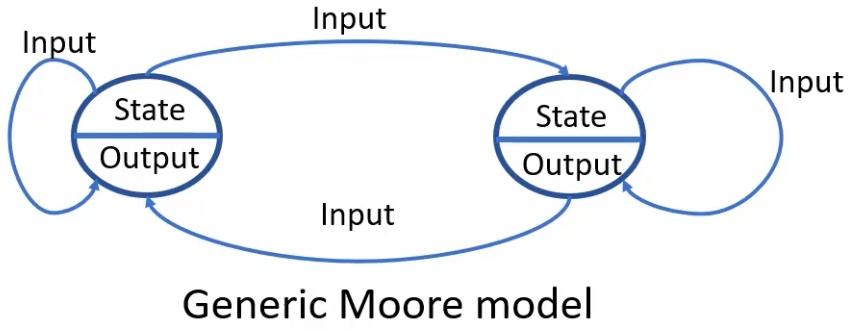 Input
Input
Input
State
Output
State
Output
Input
Generic Moore model